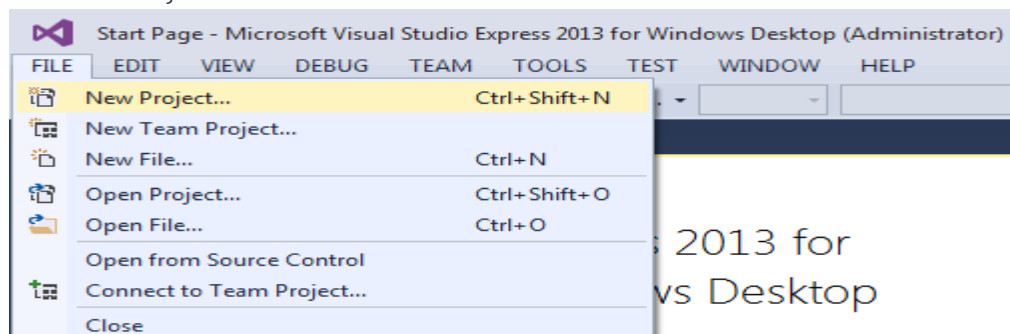 Start Page - Microsoft Visual Studio Express 2013 for Windows Desktop (Administrator)
FILE EDIT VIEW DEBUG TEAM TOOLS TEST WINDOW HELP
New Project... Ctrl+Shift+N
New Team Project...
New File... Ctrl+N
Open Project... Ctrl+Shift+O
Open File... Ctrl+O
2013 for
Open from Source Control
Connect to Team Project...
Desktop
Close